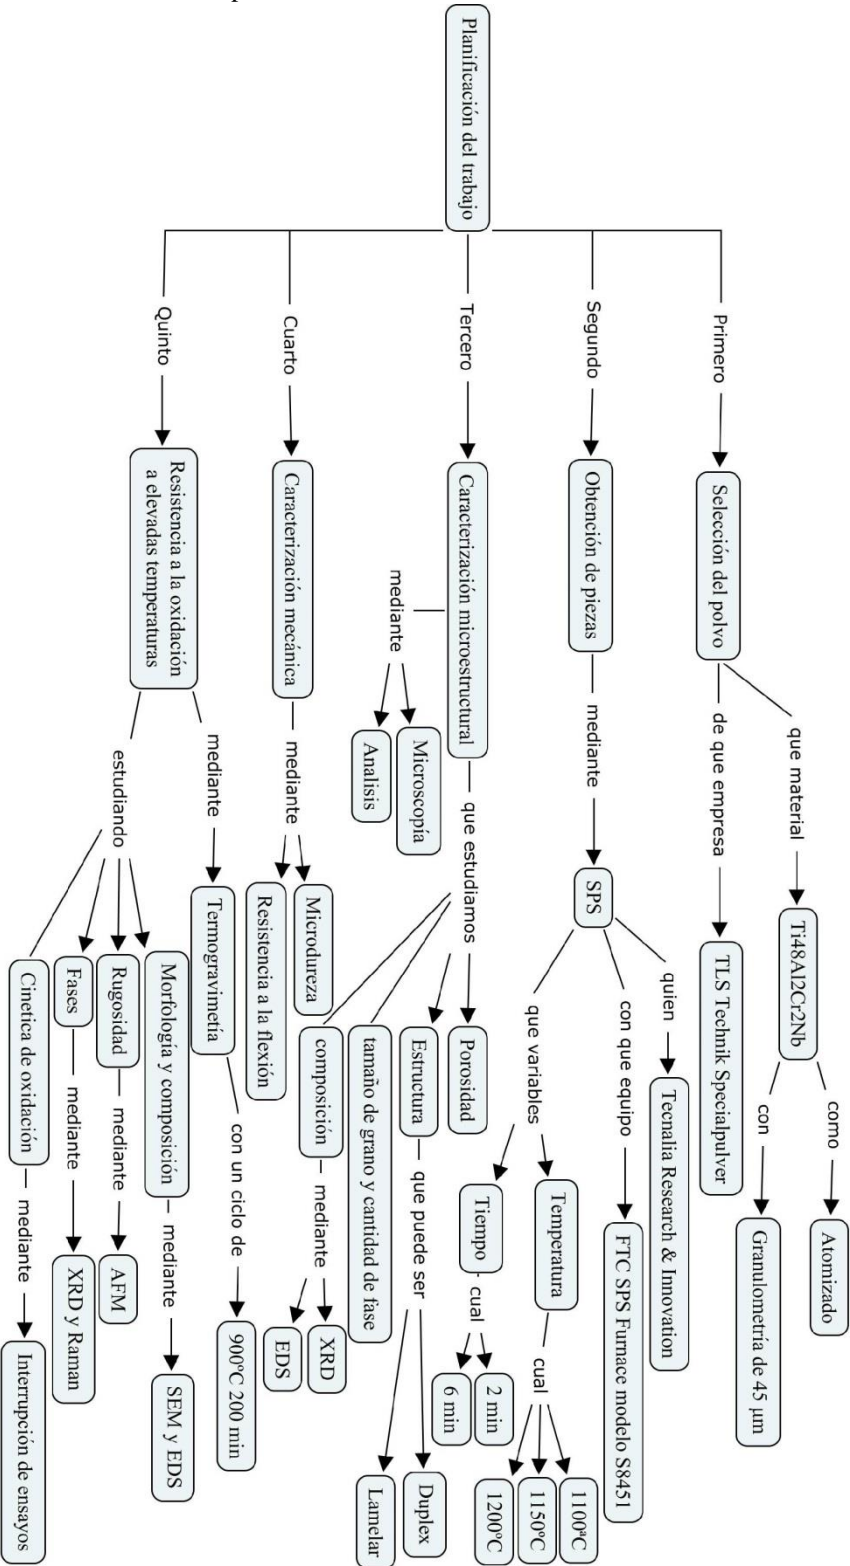 Planificación del trabajo
Primero
Selección del polvo
que material
Ti48Al2Cr2Nb
como
Atomizado
con
Granulometría de 45 µm
de que empresa
TLS Technik Specialpulver
Segundo
Obtención de piezas
mediante
SPS
quien
Tecnalia Research & Innovation
con que equipo
FTC SPS Furnace modelo S8451
que variables
Temperatura
cual
1100ªC
1150ºC
1200ºC
Tiempo
cual
2 min
6 min
Tercero
Caracterización microestructural
que estudiamos
Porosidad
Estructura
que puede ser
Duplex
Lamelar
tamaño de grano y cantidad de fase
composición
mediante
XRD
EDS
mediante
Microscopía
Analisis
Cuarto
Caracterización mecánica
mediante
Microdureza
Resistencia a la flexión
Quinto
Resistencia a la oxidación
a elevadas temperaturas
mediante
Termogravimetía
con un ciclo de
900ºC 200 min
estudiando
Morfología y composición
mediante
SEM y EDS
Rugosidad
mediante
AFM
Fases
mediante
XRD y Raman
Cinetica de oxidación
mediante
Interrupción de ensayos